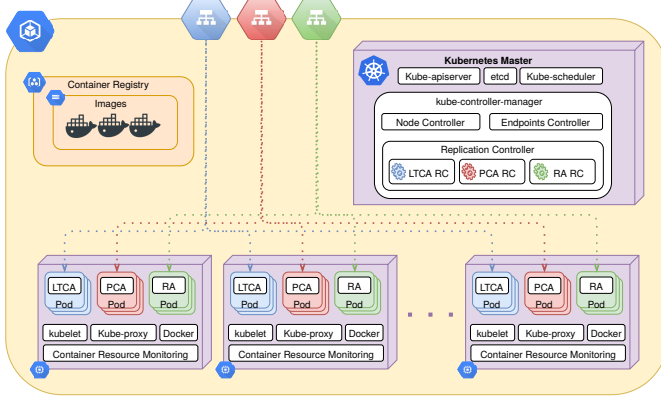 Container Registry
Images
Kubernetes Master
Kube-apiserver etcd Kube-scheduler
kube-controller-manager
Node Controller Endpoints Controller
Replication Controller
LTCA RC PCA RC RA RC
LTCA PCA RA
Pod Pod Pod
kubelet Kube-proxy Docker
Container Resource Monitoring
LTCA PCA RA
Pod Pod Pod
kubelet Kube-proxy Docker
Container Resource Monitoring
LTCA PCA RA
Pod Pod Pod
kubelet Kube-proxy Docker
Container Resource Monitoring